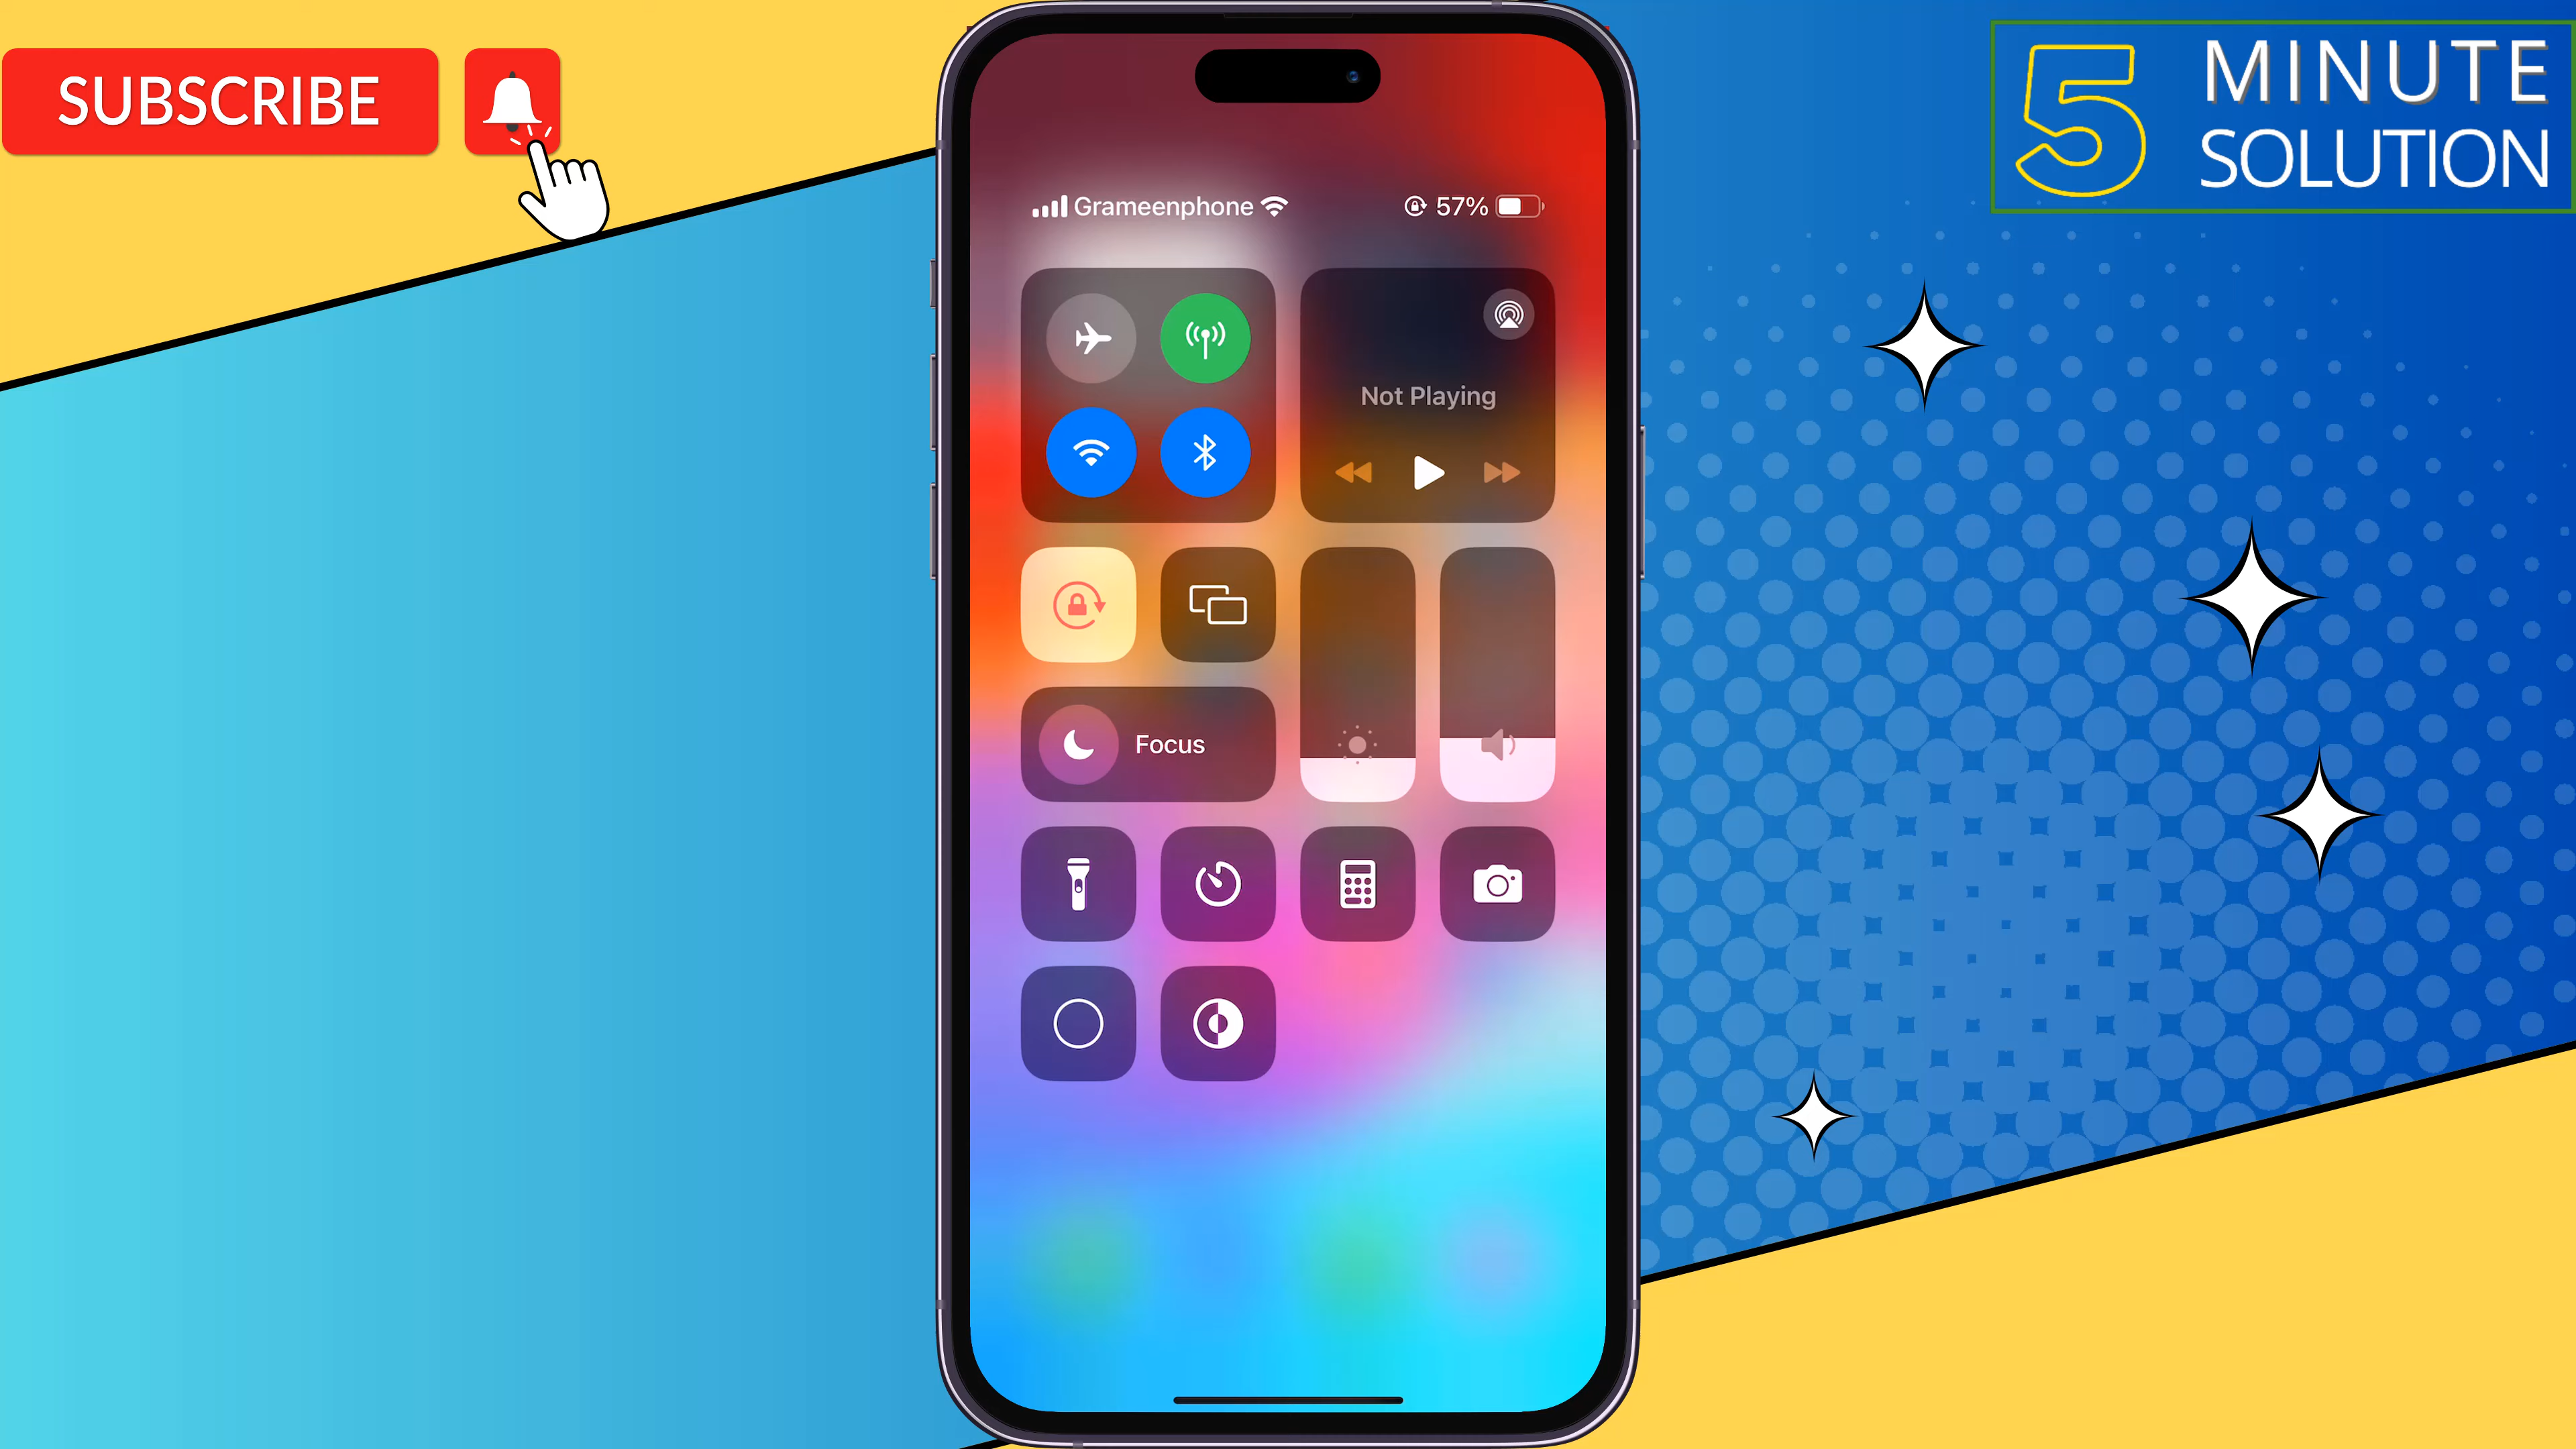 SUBSCRIBE
5 MINUTE
SOLUTION
Grameenphone
57%
Not Playing
Focus